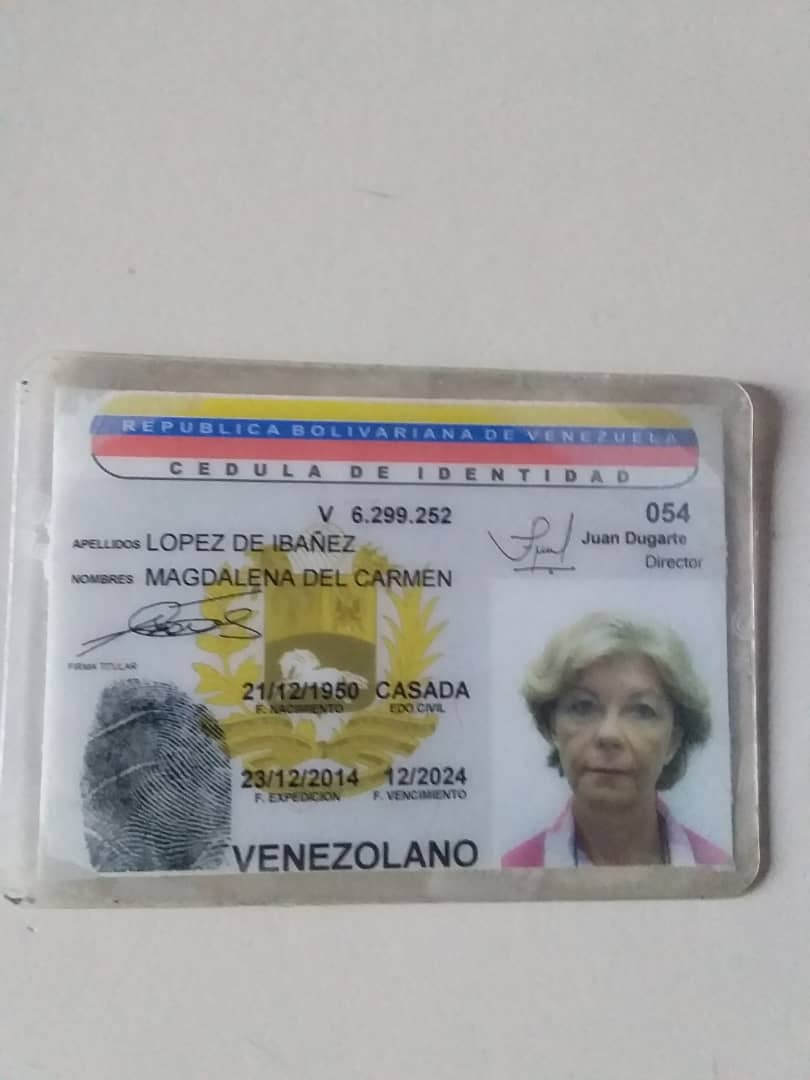 REPUBLICA BOLIVARIANA DE VENEZUELA
CEDULA DE IDENTIDAD
V 6.299.252
054
APELLIDOS LOPEZ DE IBAÑEZ
Juan Dugarte
Director
NOMBRES MAGDALENA DEL CARMEN
FIRMA TITULAR
21/12/1950 CASADA
F. NACIMIENTO EDO.CIVIL
23/12/2014 12/2024
F. EXPEDICION F. VENCIMIENTO
VENEZOLANO